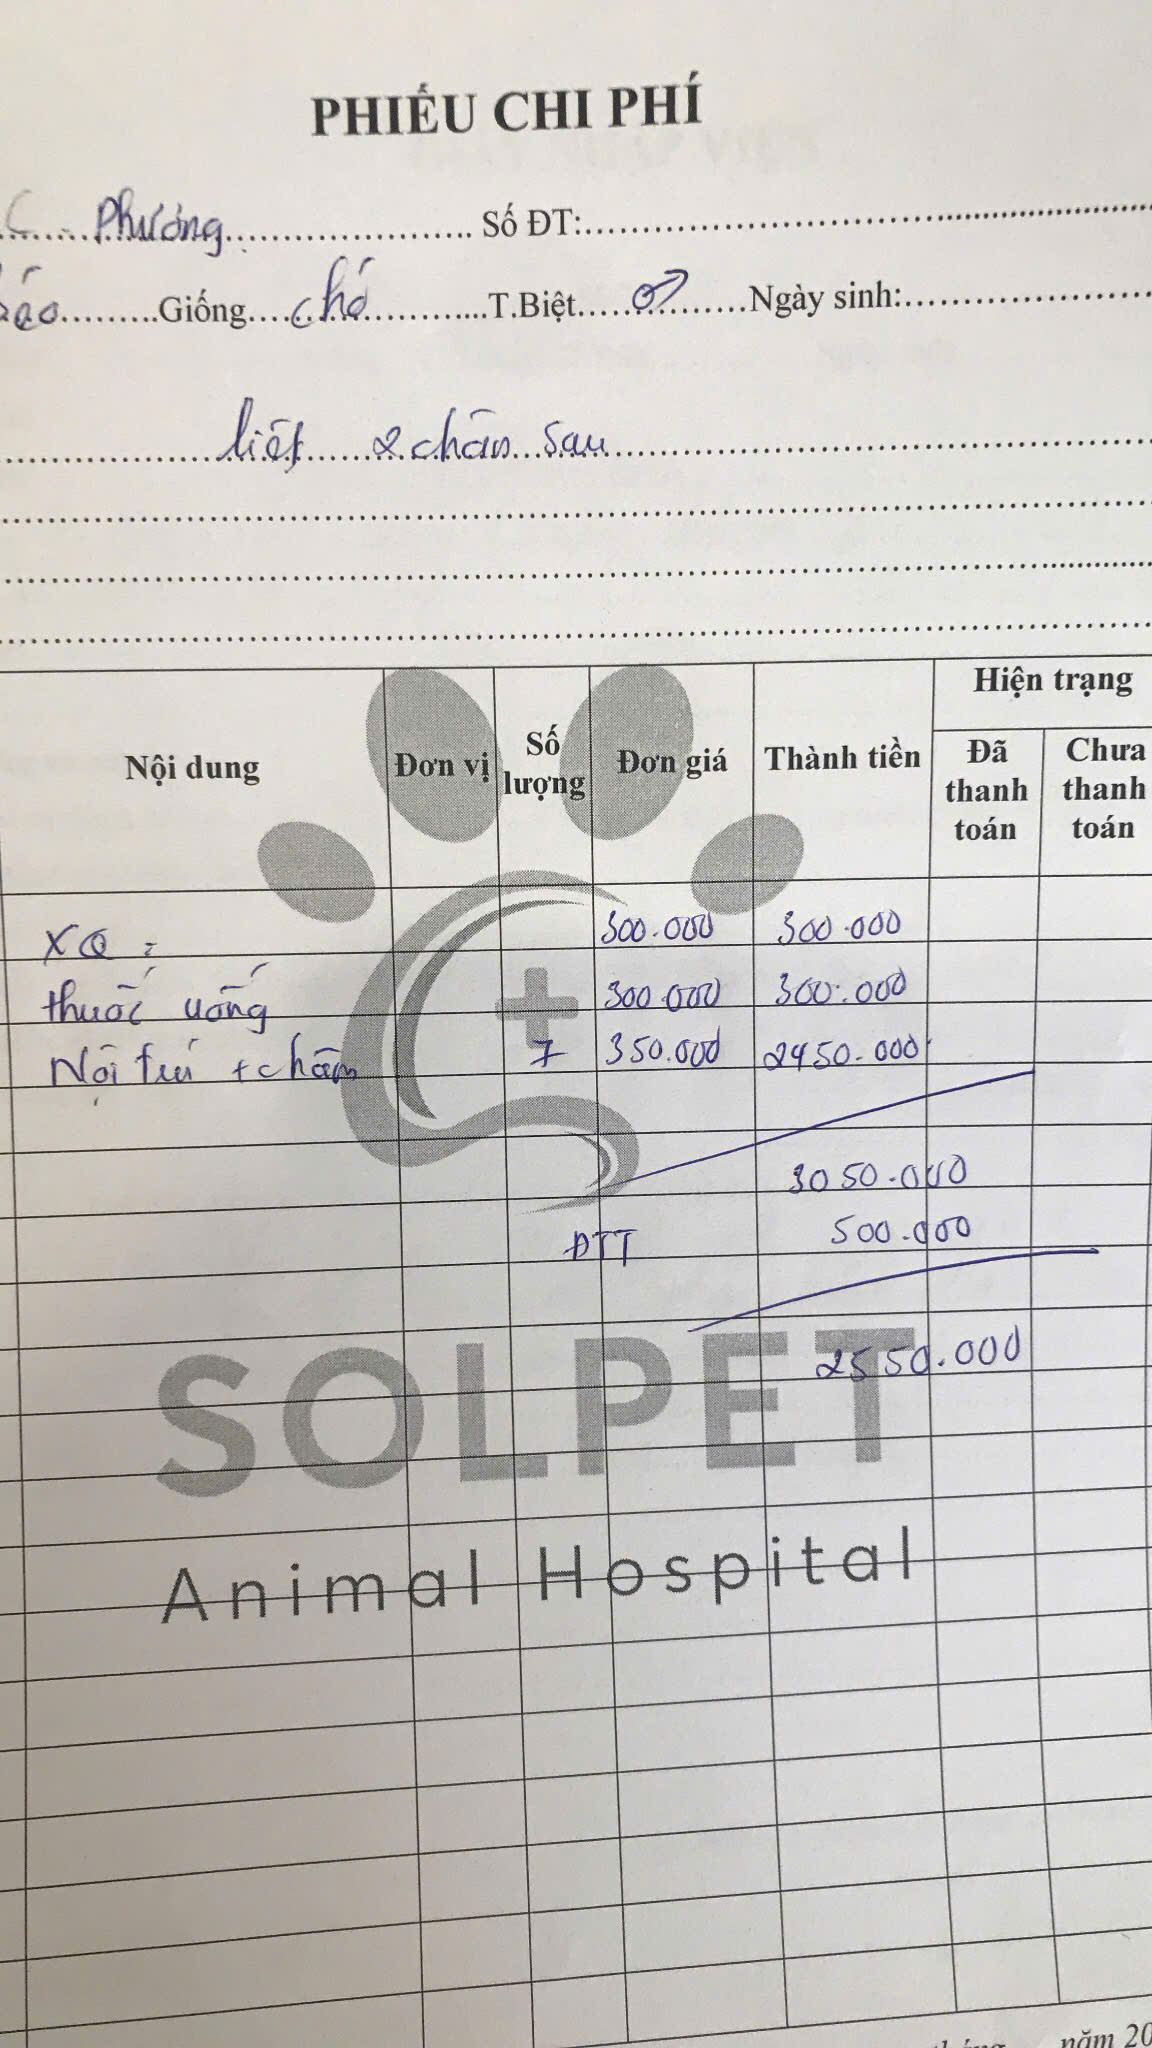 PHIẾU CHI PHÍ
C. Phương Số ĐT:
Giống chó T.Biệt ♂ Ngày sinh:
liệt 2 chân sau
Nội dung Đơn vị Số lượng Đơn giá Thành tiền Hiện trạng
Đã thanh toán Chưa thanh toán
XQ: 300.000 300.000
thuốc uống 300.000 300.000
Nội trú + châm 7 350.000 2450.000
3050.000
ĐTT 500.000
2550.000
SOLPET
Animal Hospital
tháng năm 20